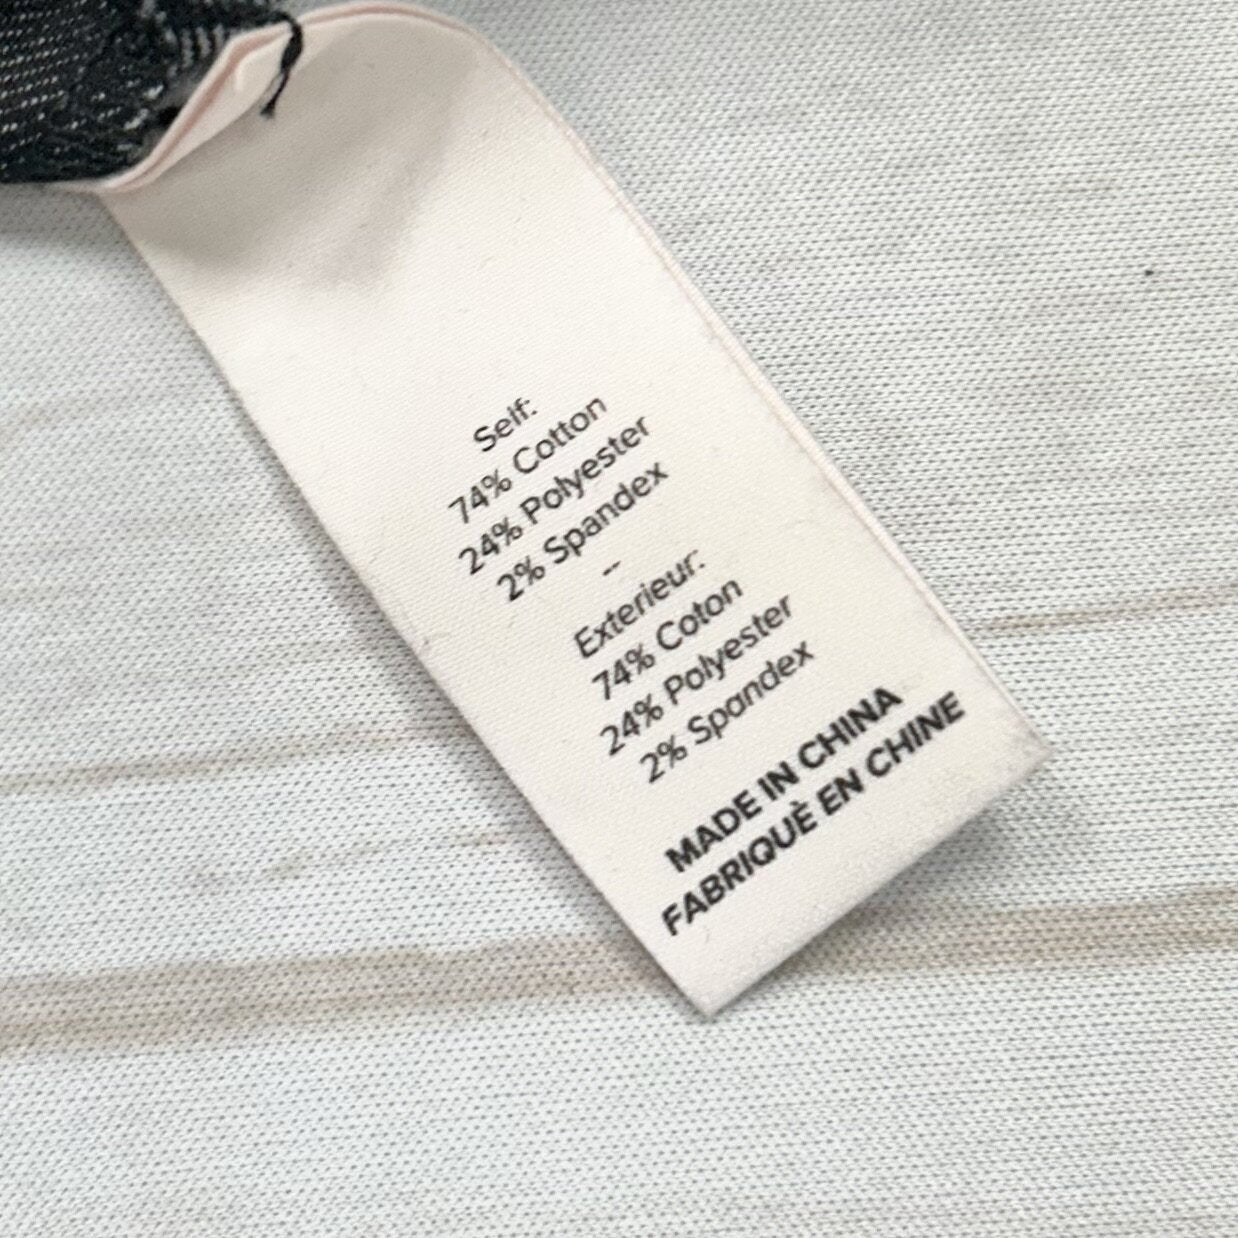 Self:
74% Cotton
24% Polyester
2% Spandex
--
Exterieur:
74% Coton
24% Polyester
2% Spandex
MADE IN CHINA
FABRIQUÈ EN CHINE